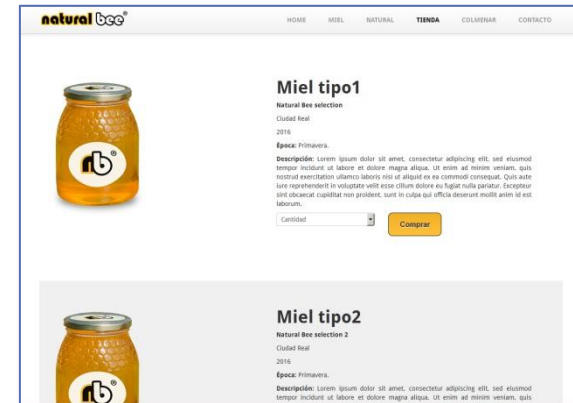 natural bee®
HOME MIEL NATURAL TIENDA COLMENAR CONTACTO
Miel tipo1
Natural Bee selection
Ciudad Real
2016
Época: Primavera.
Descripción: Lorem ipsum dolor sit amet, consectetur adipiscing elit, sed eiusmod
tempor incidunt ut labore et dolore magna aliqua. Ut enim ad minim veniam, quis
nostrud exercitation ullamco laboris nisi ut aliquid ex ea commodi consequat. Quis aute
iure reprehenderit in voluptate velit esse cillum dolore eu fugiat nulla pariatur. Excepteur
sint obcaecat cupiditat non proident, sunt in culpa qui officia deserunt mollit anim id est
laborum.
Cantidad
Comprar
nb®
Miel tipo2
Natural Bee selection 2
Ciudad Real
2016
Época: Primavera.
Descripción: Lorem ipsum dolor sit amet, consectetur adipiscing elit, sed eiusmod
tempor incidunt ut labore et dolore magna aliqua. Ut enim ad minim veniam, quis
nb®